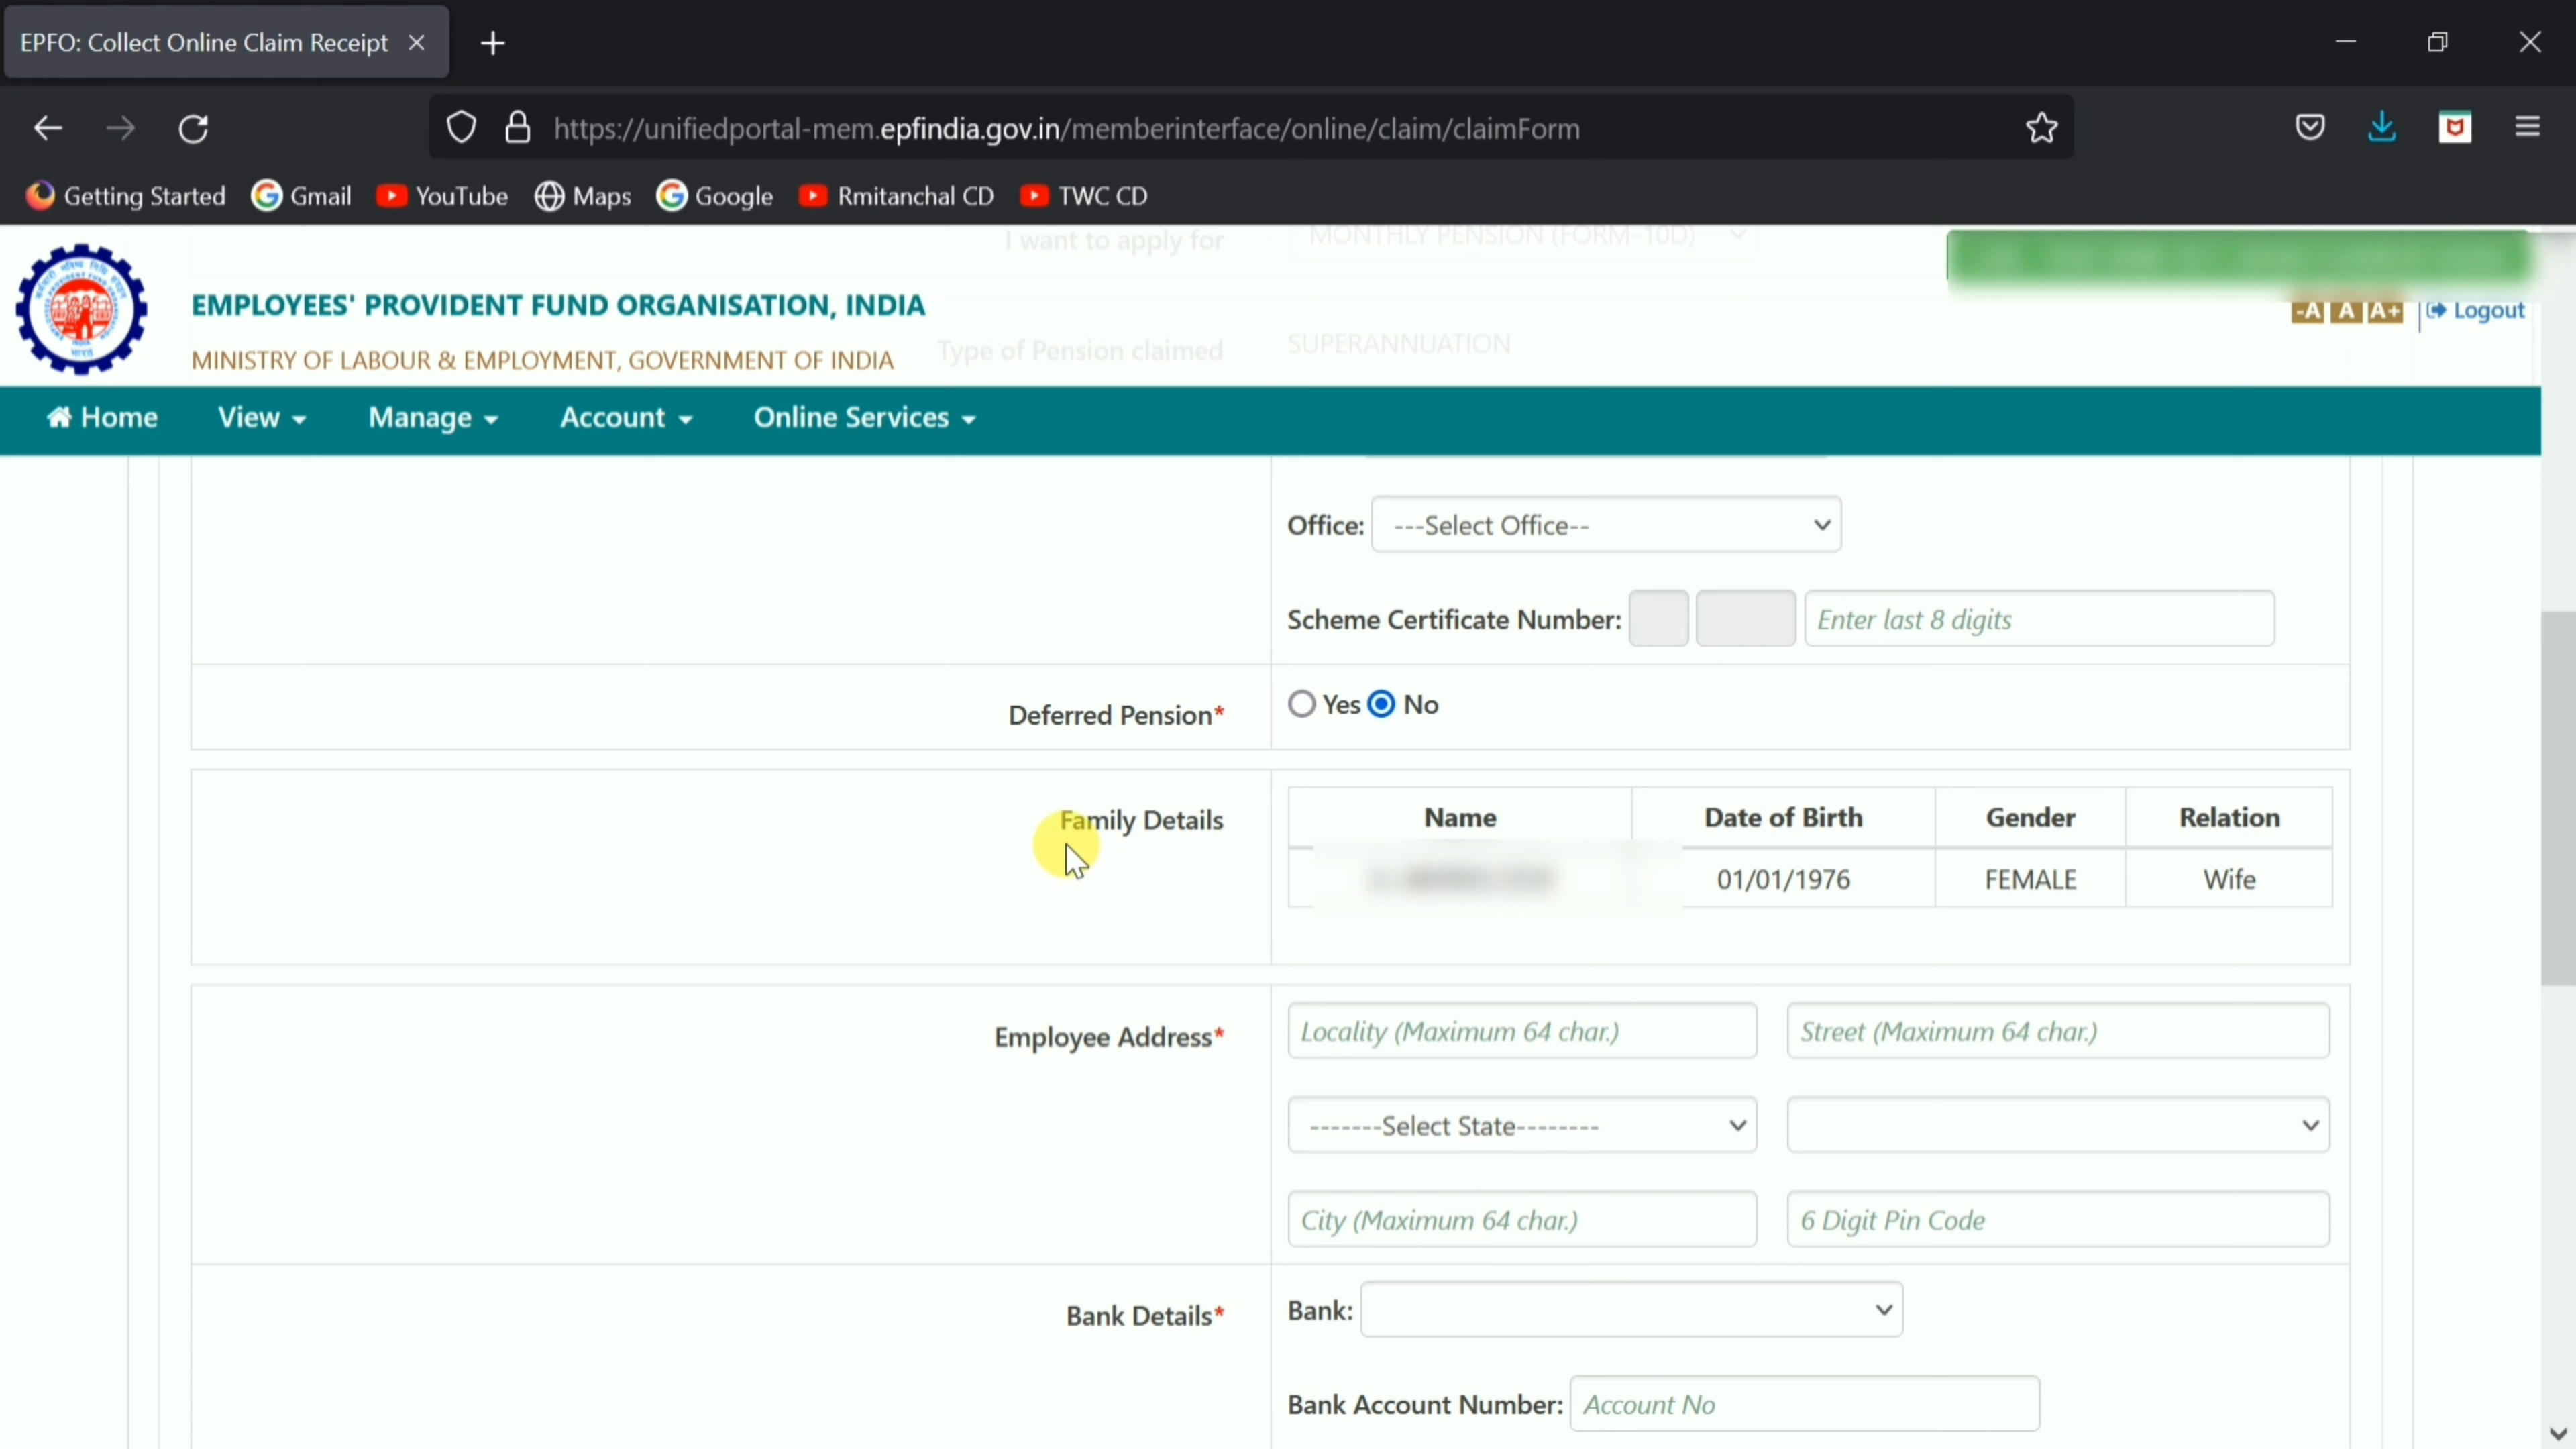 EPFO: Collect Online Claim Receipt
https://unifiedportal-mem.epfindia.gov.in/memberinterface/online/claim/claimForm
Getting Started Gmail YouTube Maps Google Rmitanchal CD TWC CD
I want to apply for MONTHLY PENSION (FORM-10D)
EMPLOYEES' PROVIDENT FUND ORGANISATION, INDIA
-A A A+ Logout
MINISTRY OF LABOUR & EMPLOYMENT, GOVERNMENT OF INDIA
Type of Pension claimed SUPERANNUATION
Home View Manage Account Online Services
Office: ---Select Office--
Scheme Certificate Number: Enter last 8 digits
Deferred Pension* Yes No
Family Details Name Date of Birth Gender Relation
01/01/1976 FEMALE Wife
Employee Address* Locality (Maximum 64 char.) Street (Maximum 64 char.)
-------Select State--------
City (Maximum 64 char.) 6 Digit Pin Code
Bank Details* Bank:
Bank Account Number: Account No